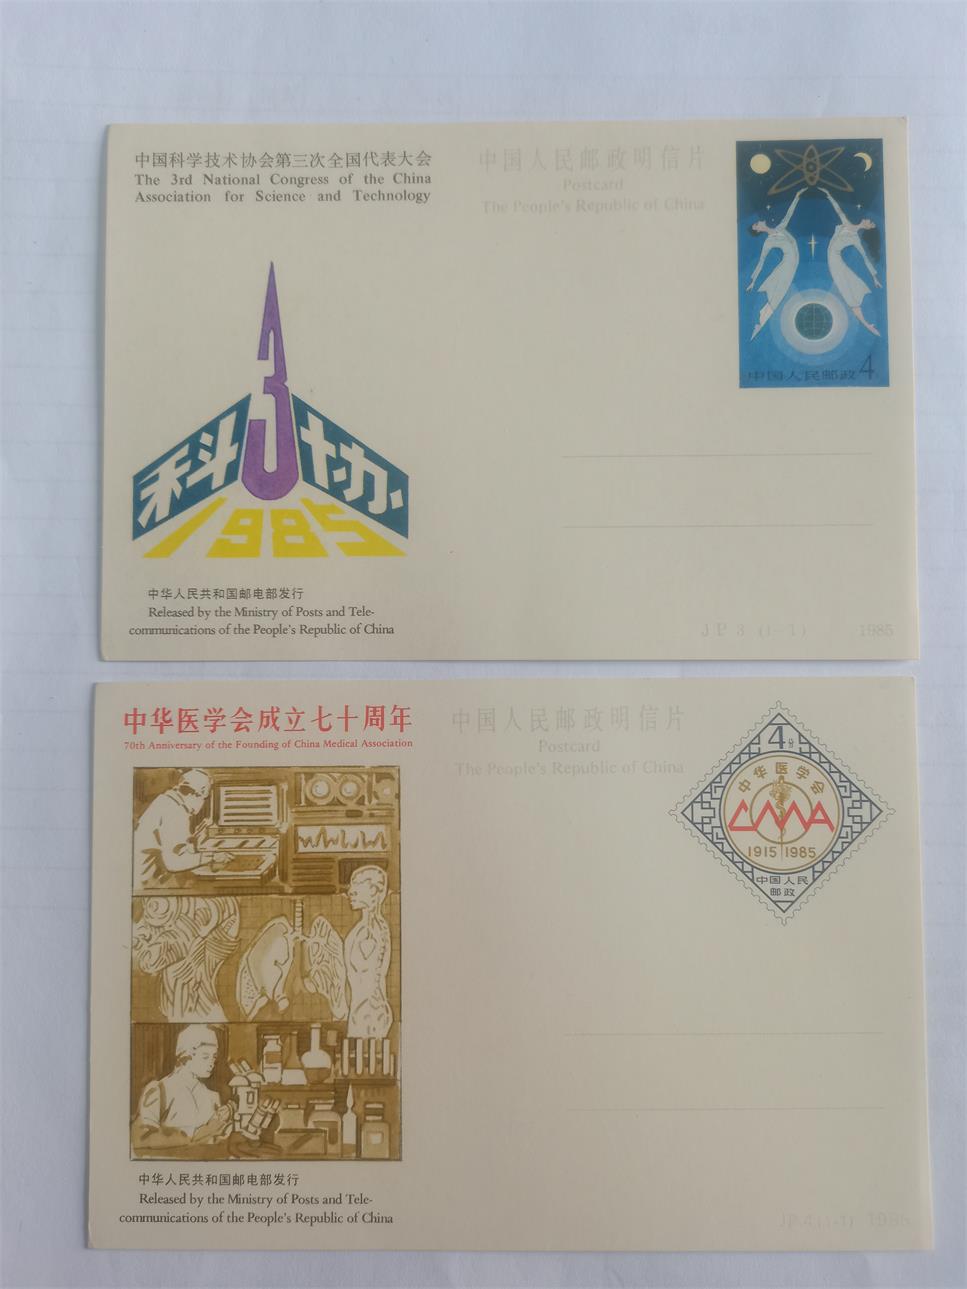 中国科学技术协会第三次全国代表大会
The 3rd National Congress of the China
Association for Science and Technology
中国人民邮政明信片
Postcard
The People's Republic of China
3
科协
1985
中国人民邮政 4
中华人民共和国邮电部发行
Released by the Ministry of Posts and Tele-
communications of the People's Republic of China
JP 3 (1-1) 1985
中华医学会成立七十周年
70th Anniversary of the Founding of China Medical Association
中国人民邮政明信片
Postcard
The People's Republic of China
4分
中华医学会
CMA
1915 1985
中国人民
邮政
中华人民共和国邮电部发行
Released by the Ministry of Posts and Tele-
communications of the People's Republic of China
JP.4(1-1) 1985